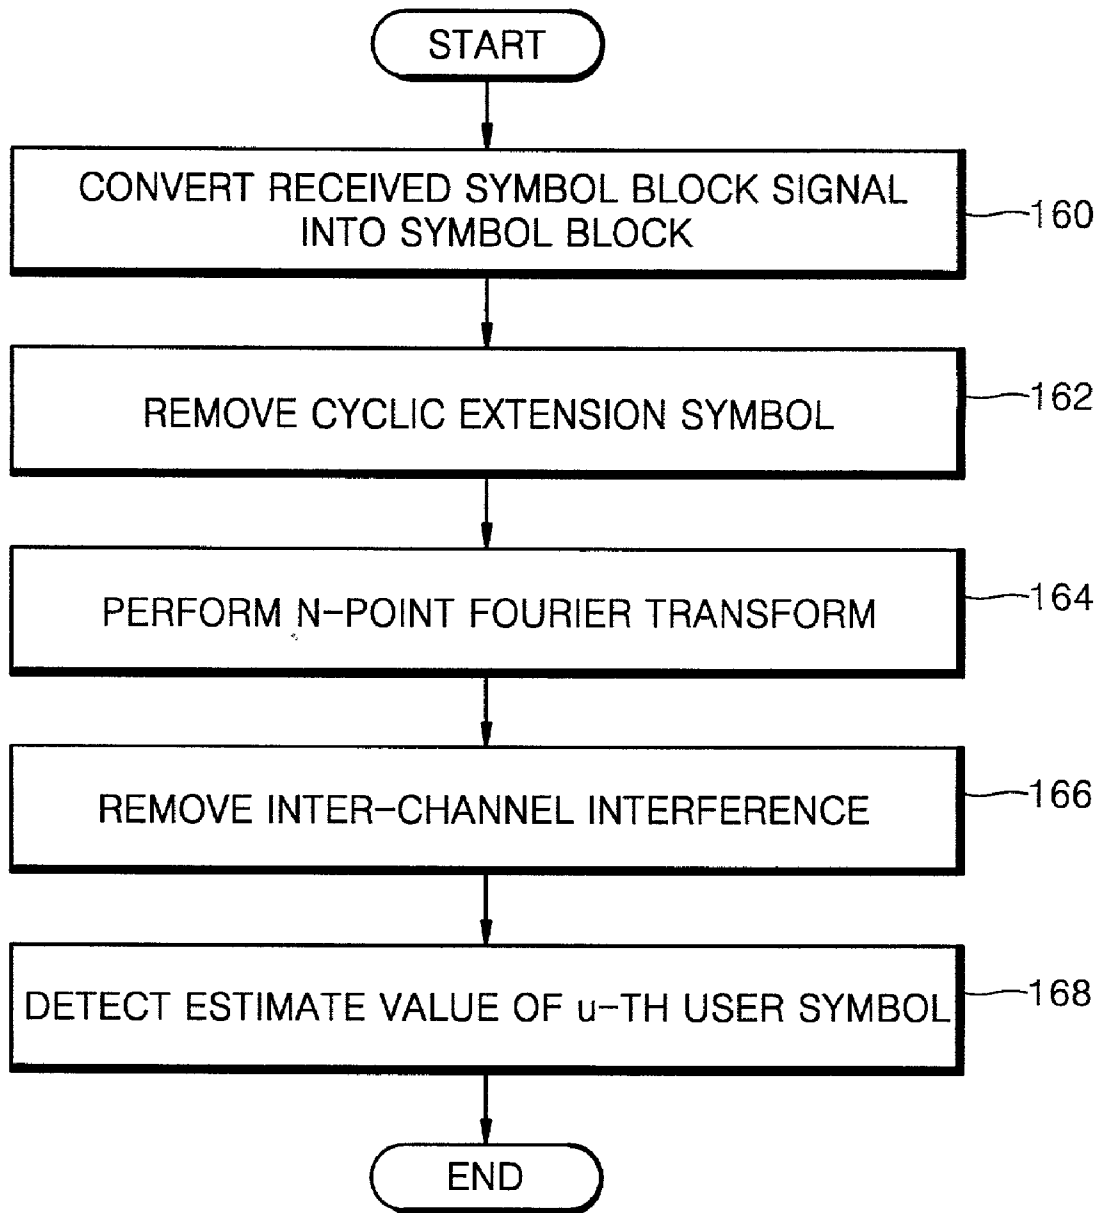 START
CONVERT RECEIVED SYMBOL BLOCK SIGNAL
INTO SYMBOL BLOCK
160
REMOVE CYCLIC EXTENSION SYMBOL
162
PERFORM N-POINT FOURIER TRANSFORM
164
REMOVE INTER-CHANNEL INTERFERENCE
166
DETECT ESTIMATE VALUE OF u-TH USER SYMBOL
168
END